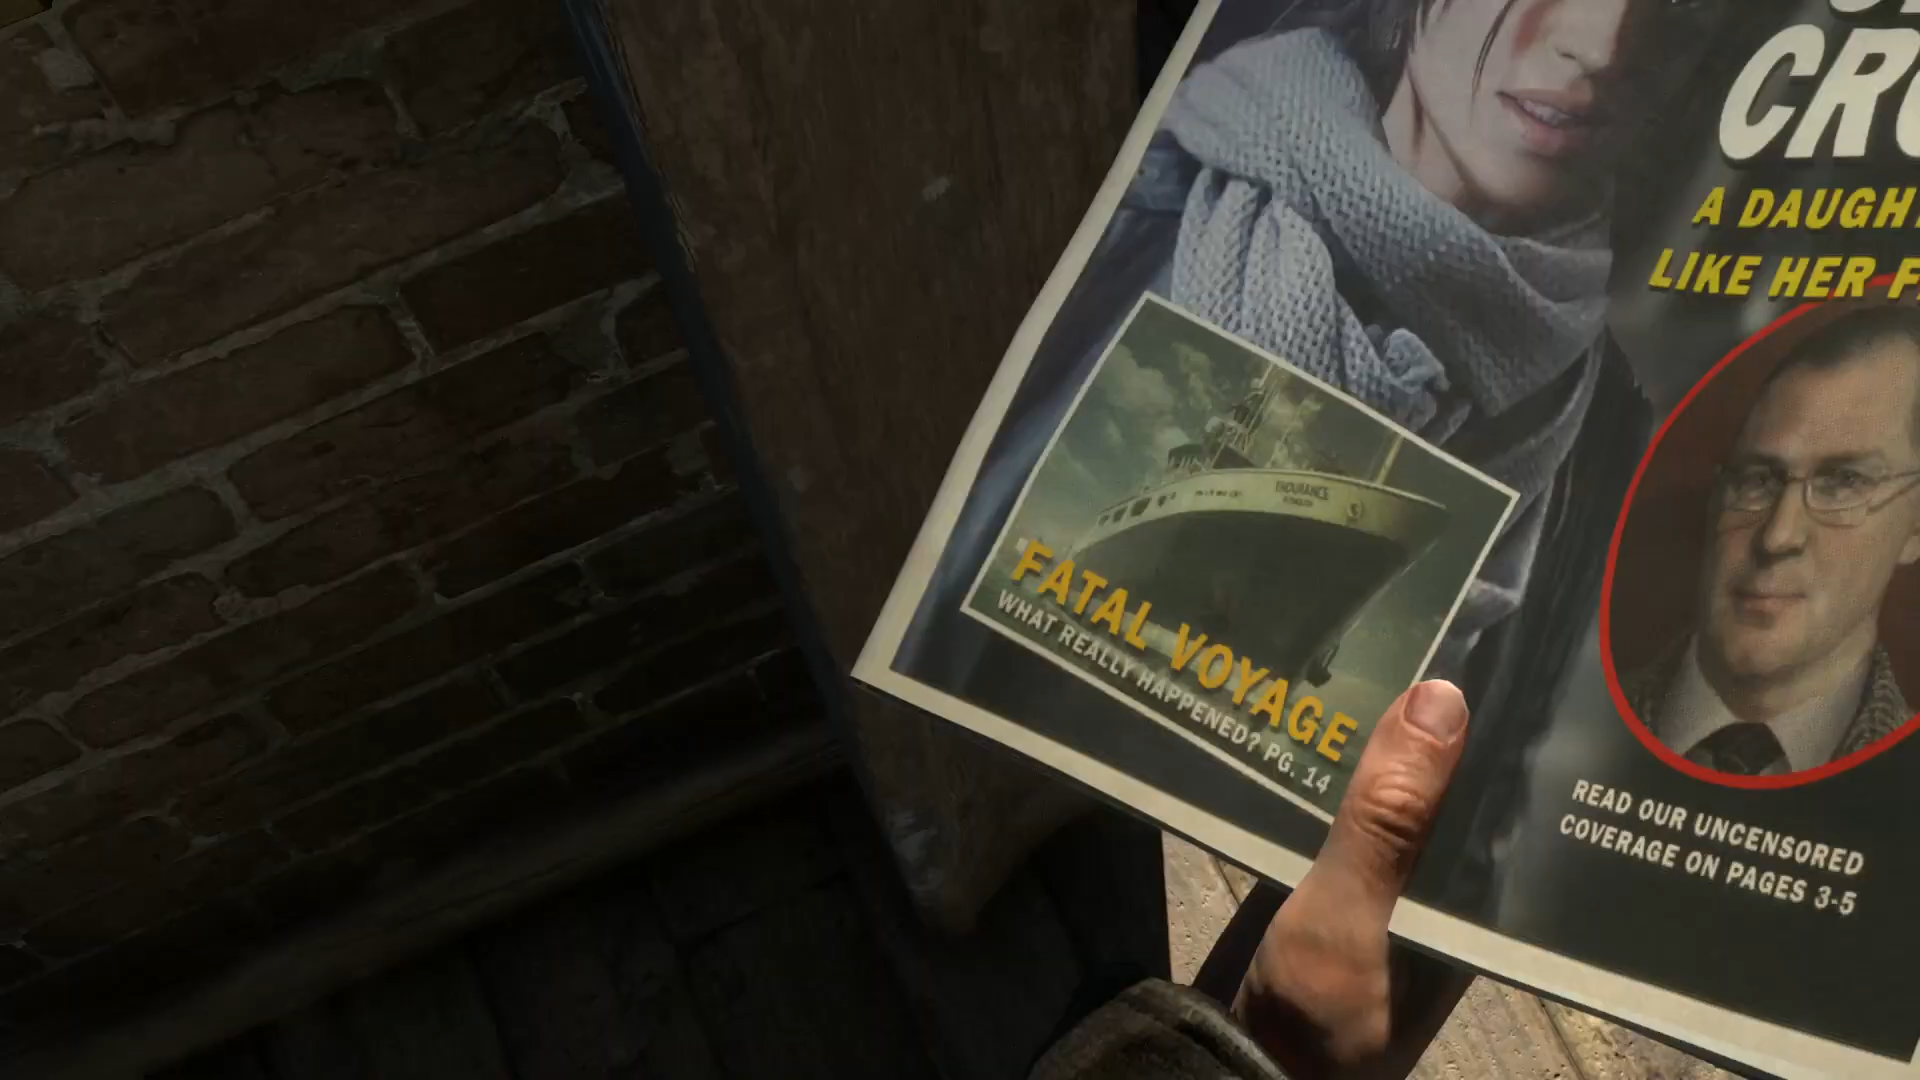 CR
A DAUGH
LIKE HER F
ENDURANCE
FATAL VOYAGE
WHAT REALLY HAPPENED? PG. 14
READ OUR UNCENSORED
COVERAGE ON PAGES 3-5